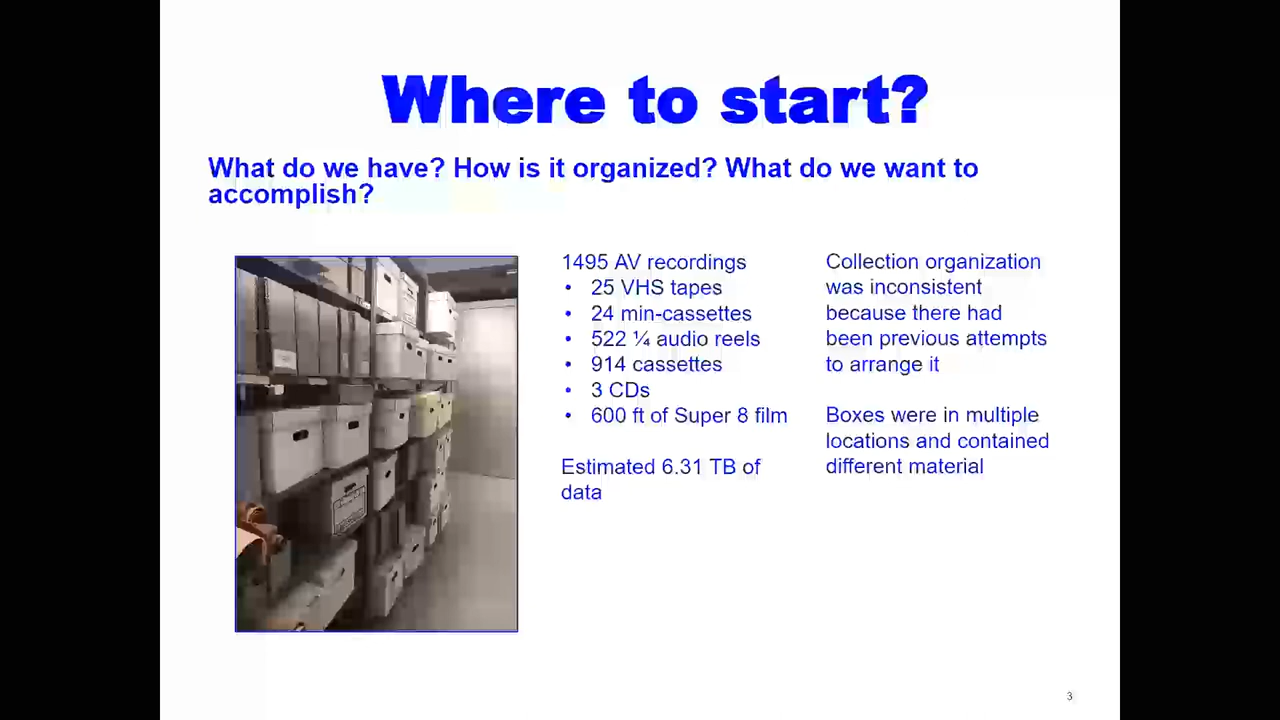 Where to start?
What do we have? How is it organized? What do we want to
accomplish?
1495 AV recordings
• 25 VHS tapes
• 24 min-cassettes
• 522 ¼ audio reels
• 914 cassettes
• 3 CDs
• 600 ft of Super 8 film
Estimated 6.31 TB of
data
Collection organization
was inconsistent
because there had
been previous attempts
to arrange it
Boxes were in multiple
locations and contained
different material
3